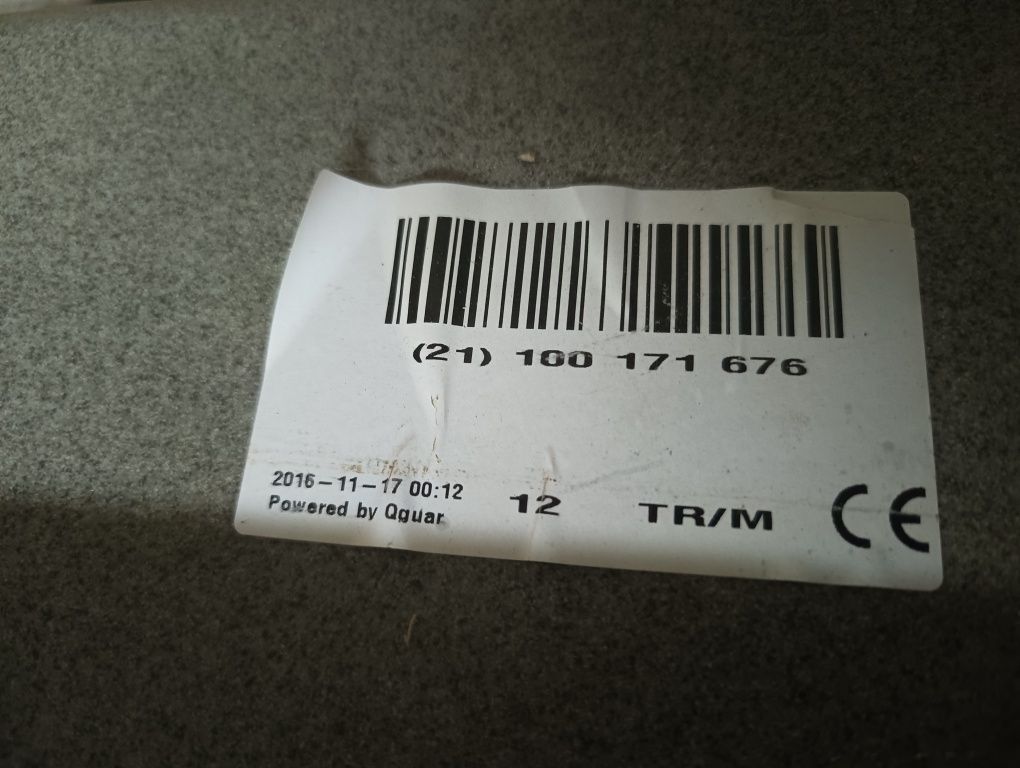 (21) 100 171 676
2016-11-17 00:12
Powered by Qguar
12
TR/M
CE